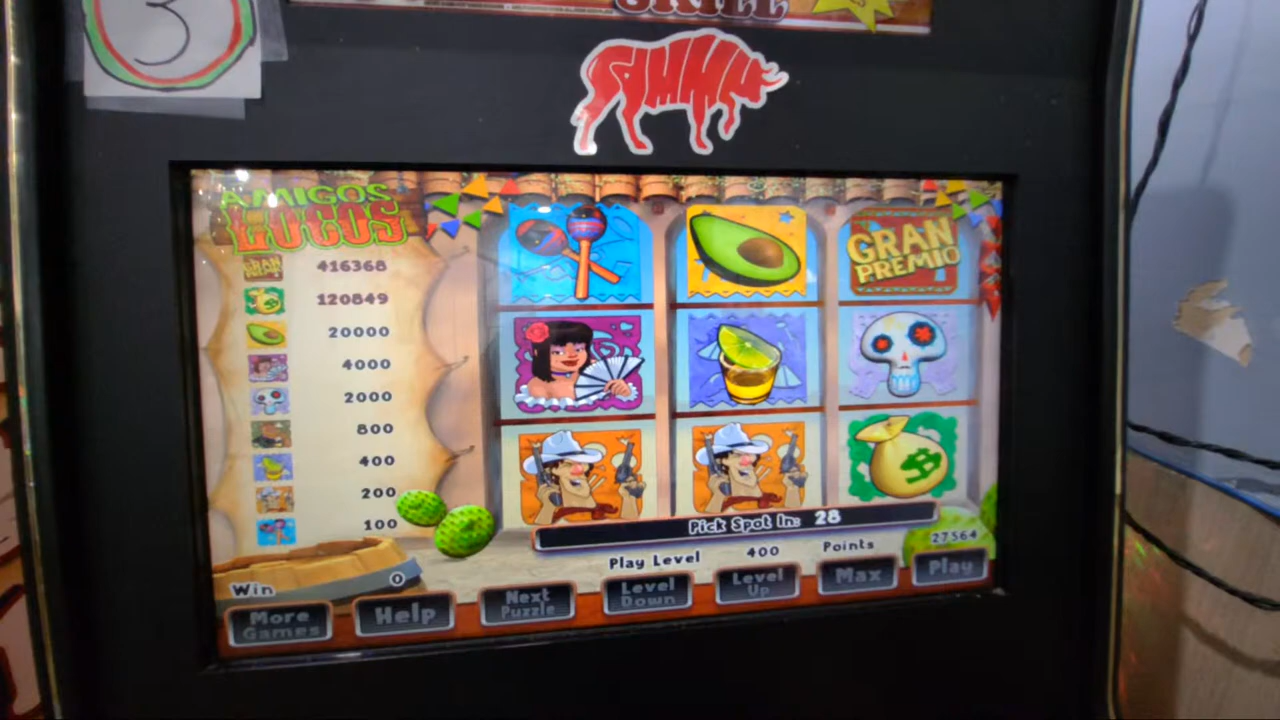 3
SKILL
AMIGOS
LOCOS
416368
120849
20000
4000
2000
800
400
200
100
GRAN
PREMIO
Pick Spot In: 28
Play Level 400 Points
27564
Win 0
More
Games
Help
Next
Puzzle
Level
Down
Level
Up
Max
Play